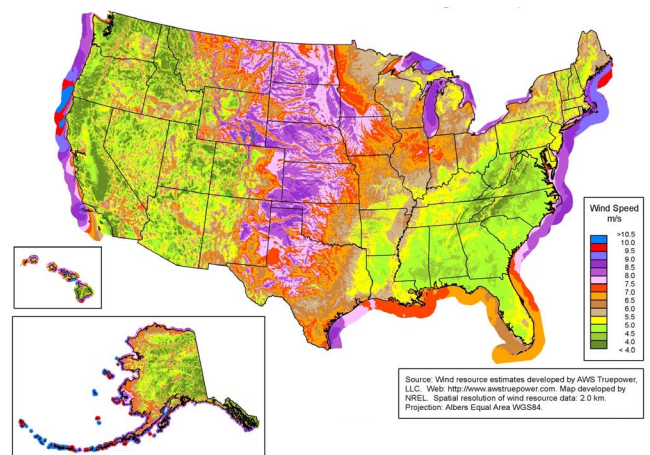 Wind Speed
m/s
>10.5
10.0
9.5
9.0
8.5
8.0
7.5
7.0
6.5
6.0
5.5
5.0
4.5
4.0
< 4.0
Source: Wind resource estimates developed by AWS Truepower,
LLC. Web: http://www.awstruepower.com. Map developed by
NREL. Spatial resolution of wind resource data: 2.0 km.
Projection: Albers Equal Area WGS84.